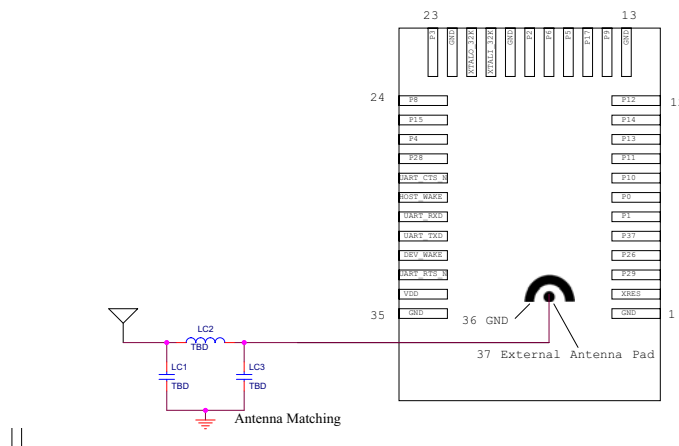 23
13
P3
GND
XTALO_32K
XTALI_32K
GND
P2
P6
P5
P17
P9
GND
24
P8
P12
P15
P14
P4
P13
P28
P11
UART_CTS_N
P10
HOST_WAKE
P0
UART_RXD
P1
UART_TXD
P37
DEV_WAKE
P26
UART_RTS_N
P29
VDD
XRES
35
GND
36 GND
GND
1
LC2
TBD
37 External Antenna Pad
LC1
LC3
TBD
TBD
Antenna Matching